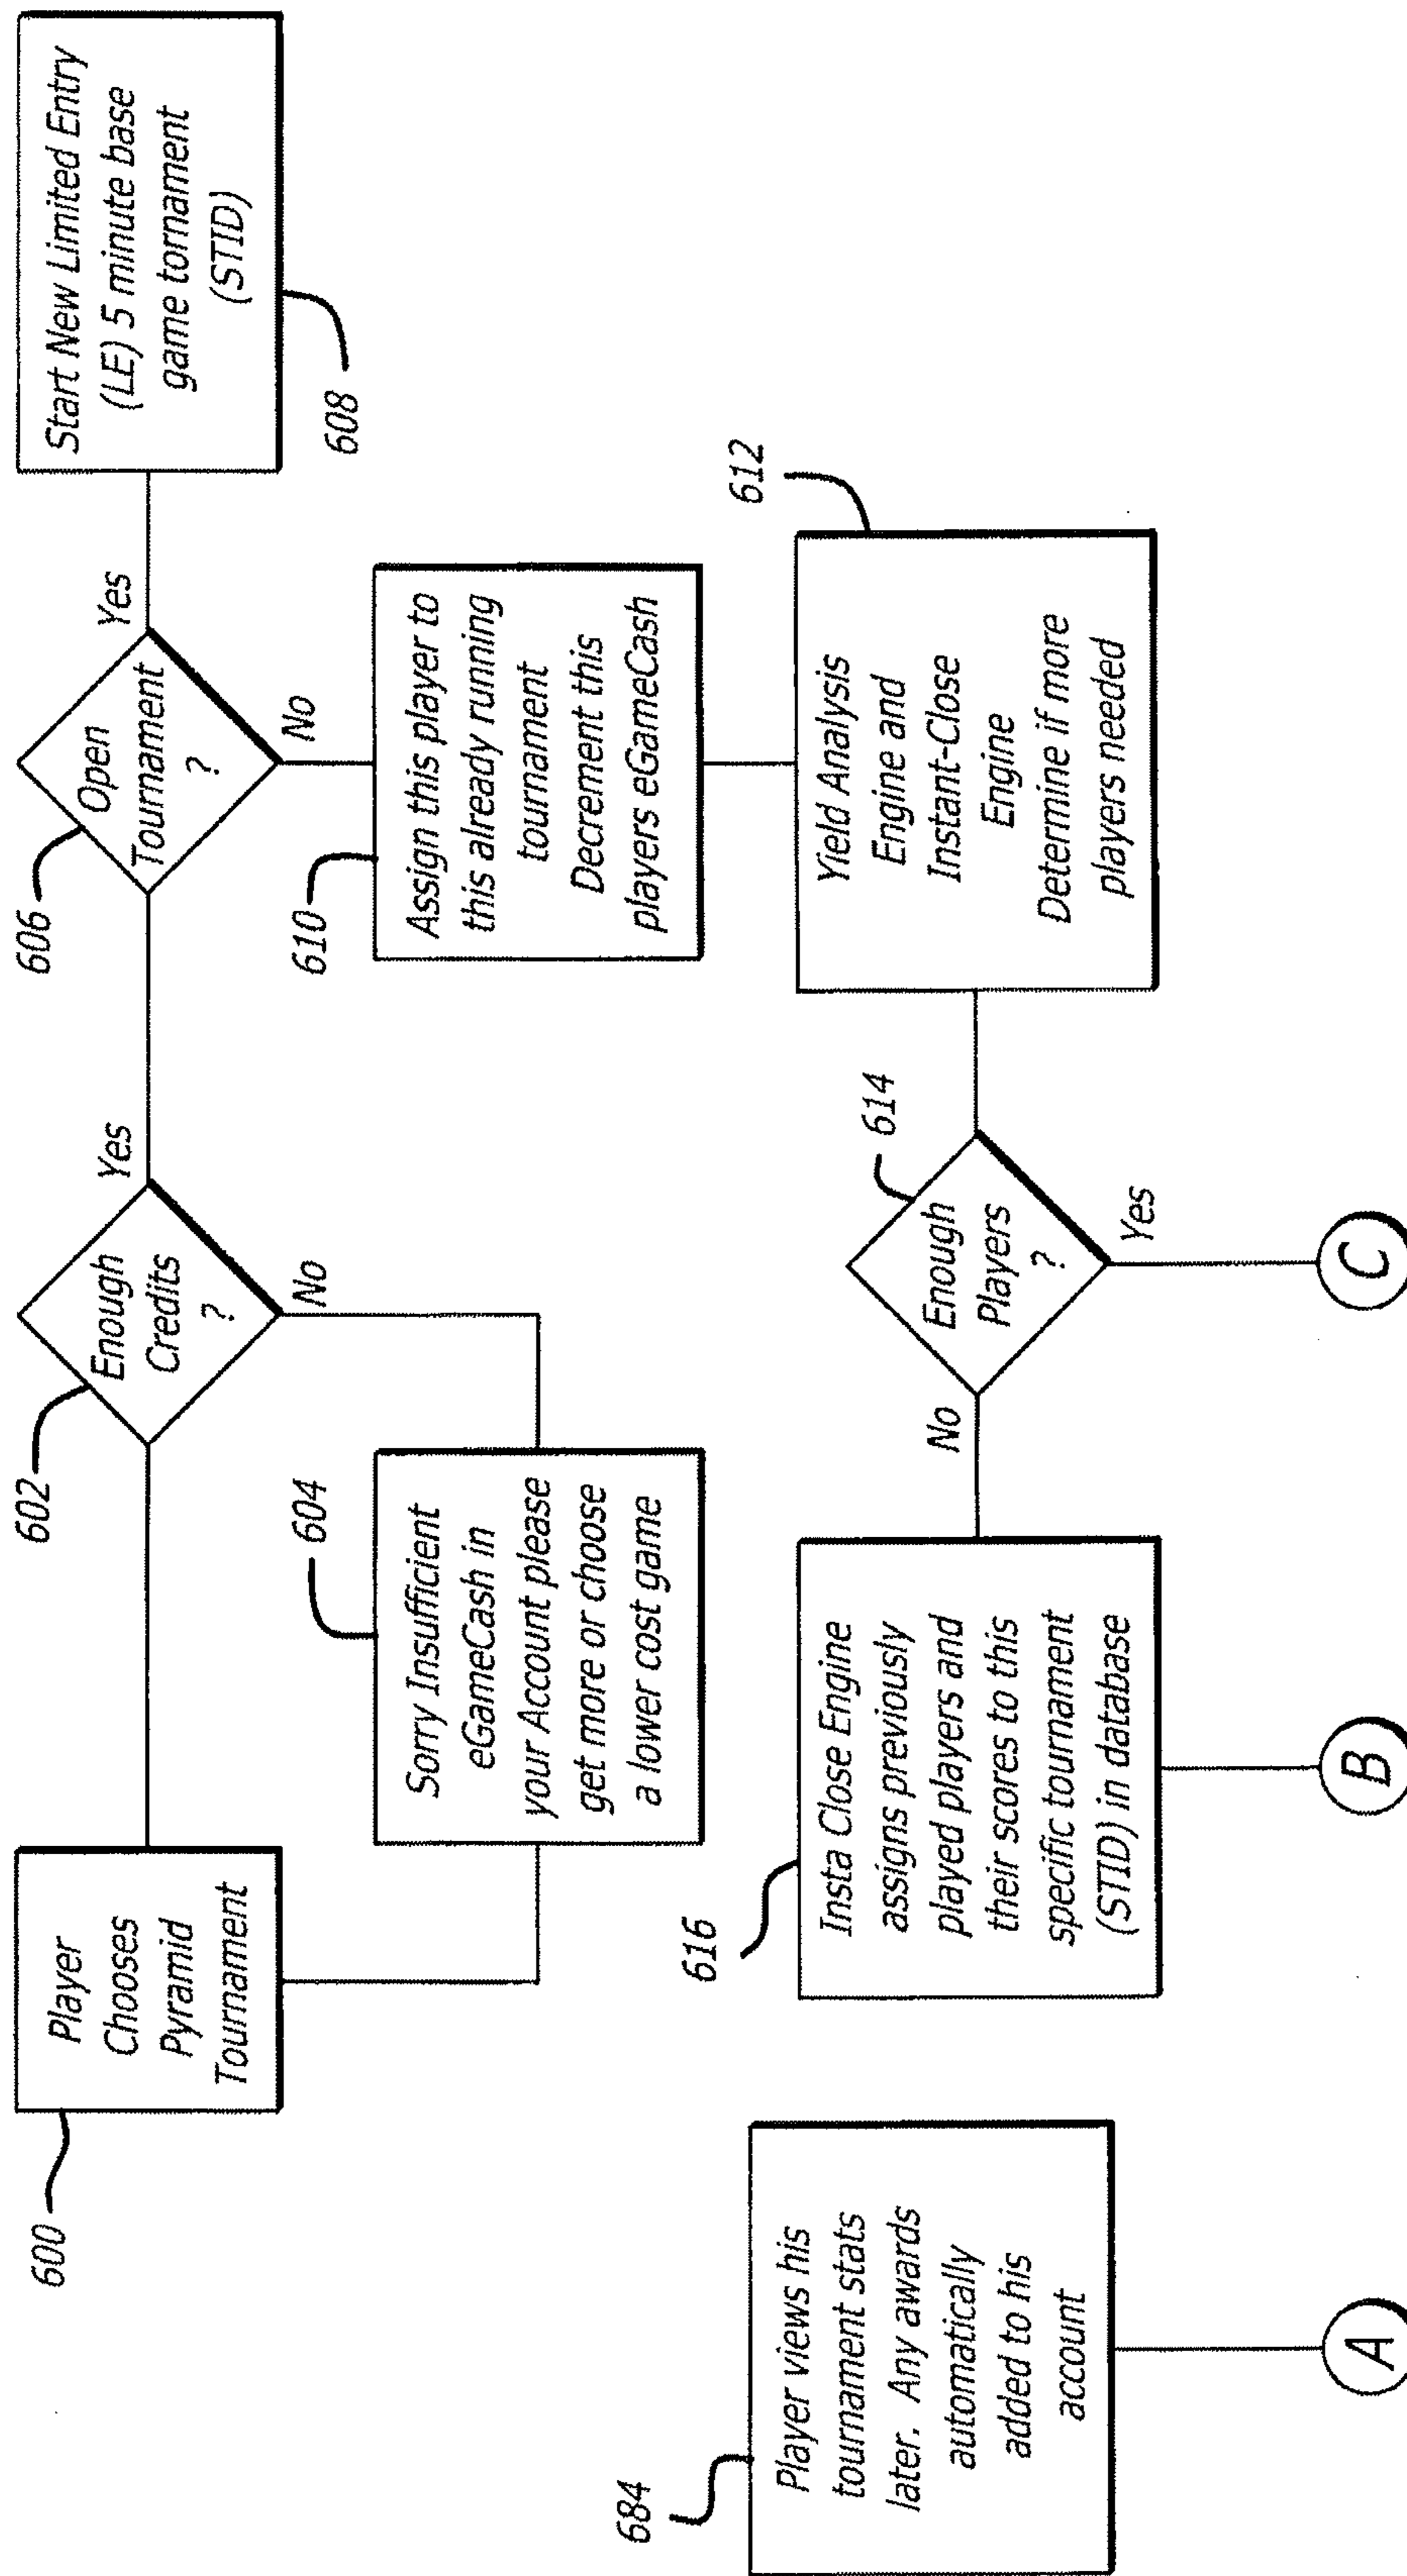 600
Player
Chooses
Pyramid
Tournament
602
Enough
Credits
?
Yes
No
604
Sorry Insufficient
eGameCash in
your Account please
get more or choose
a lower cost game
606
Open
Tournament
?
Yes
No
Start New Limited Entry
(LE) 5 minute base
game tornament
(STID)
608
610
Assign this player to
this already running
tournament
Decrement this
players eGameCash
612
Yield Analysis
Engine and
Instant-Close
Engine
Determine if more
players needed
614
Enough
Players
?
No
Yes
616
Insta Close Engine
assigns previously
played players and
their scores to this
specific tournament
(STID) in database
684
Player views his
tournament stats
later. Any awards
automatically
added to his
account
A
B
C